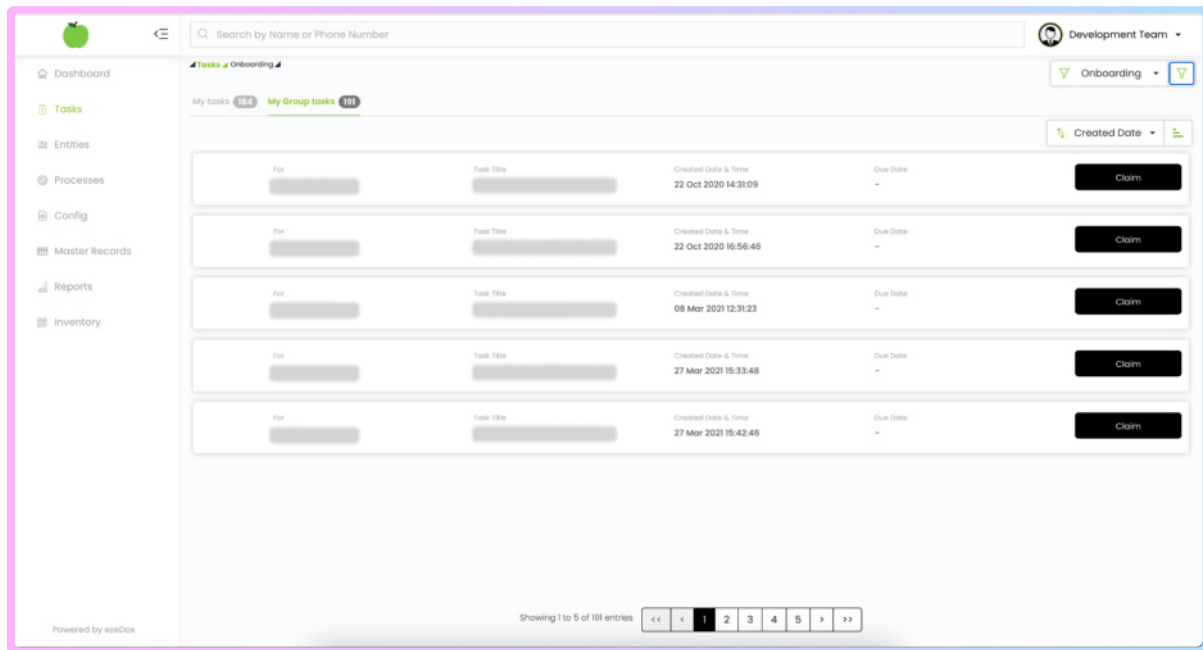 Search by Name or Phone Number
Development Team
Dashboard
Tasks
Entities
Processes
Config
Master Records
Reports
Inventory
Powered by ezeDox
Tasks Onboarding
Onboarding
My tasks 184 My Group tasks 191
Created Date
For Task Title Created Date & Time Due Date
22 Oct 2020 14:31:09 -
Claim
For Task Title Created Date & Time Due Date
22 Oct 2020 16:56:46 -
Claim
For Task Title Created Date & Time Due Date
08 Mar 2021 12:31:23 -
Claim
For Task Title Created Date & Time Due Date
27 Mar 2021 15:33:48 -
Claim
For Task Title Created Date & Time Due Date
27 Mar 2021 15:42:46 -
Claim
Showing 1 to 5 of 191 entries << < 1 2 3 4 5 > >>